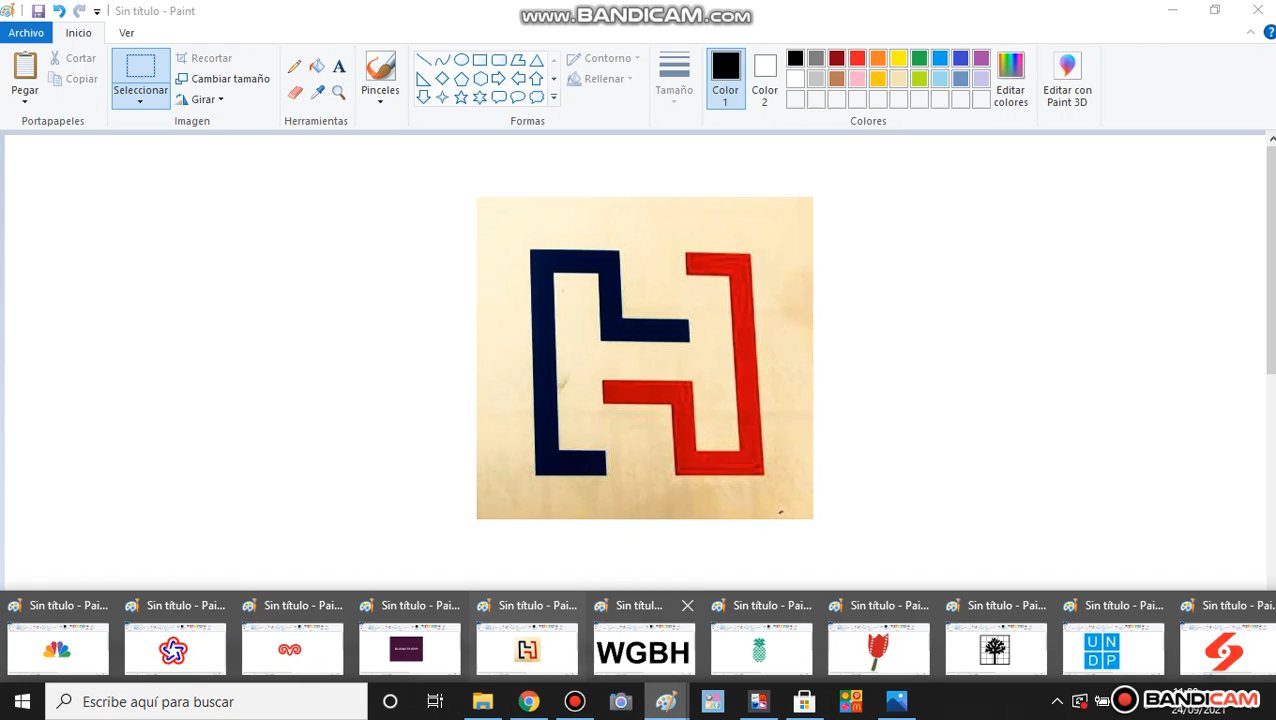 Sin título - Paint
www.BANDICAM.com
Archivo Inicio Ver
Pegar
Cortar
Copiar
Portapapeles
Seleccionar
Recortar
Cambiar tamaño
Girar
Imagen
A
Herramientas
Pinceles
Contorno
Rellenar
Formas
Tamaño
Color 1
Color 2
Editar colores
Colores
Editar con Paint 3D
H
Sin título - Pai...
Sin título - Pai...
Sin título - Pai...
Sin título - Pai...
Sin título - Pai...
Sin títul...
Sin título - Pai...
Sin título - Pai...
Sin título - Pai...
Sin título - Pai...
Sin título - Pai...
H
WGBH
UN
DP
Escribe aquí para buscar
24/09/2021
BANDICAM